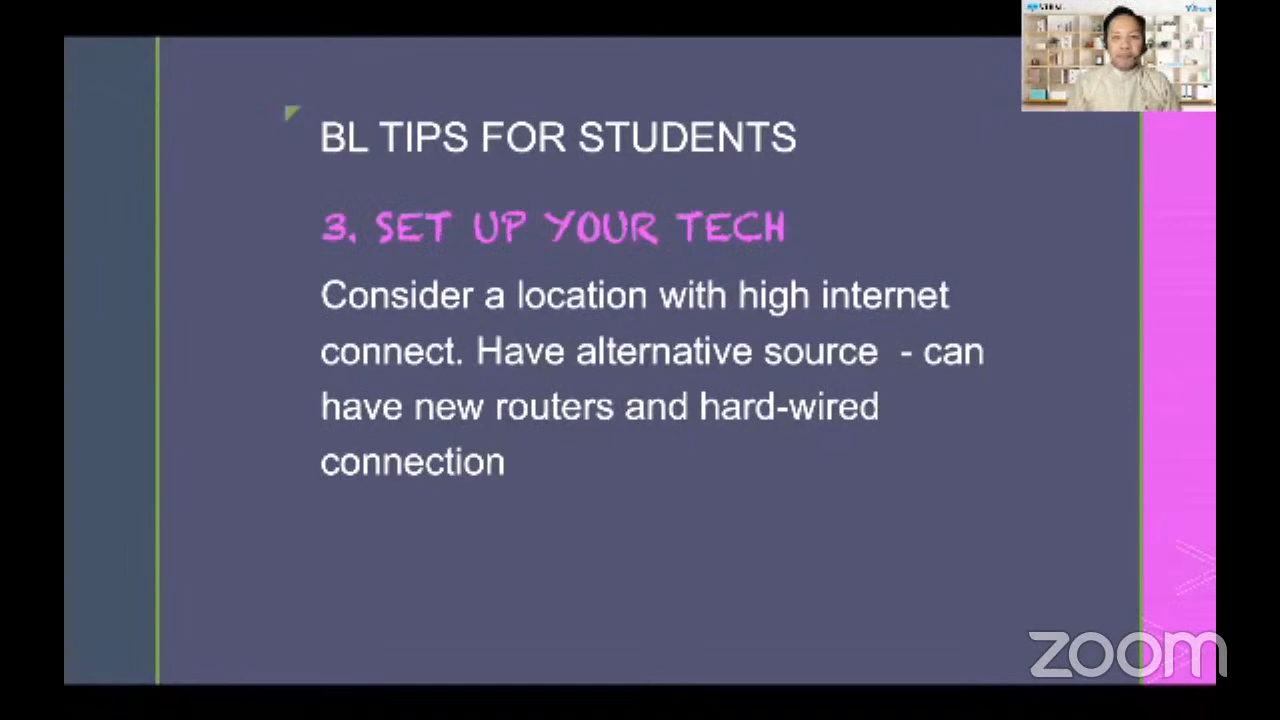 BL TIPS FOR STUDENTS
3. SET UP YOUR TECH
Consider a location with high internet
connect. Have alternative source - can
have new routers and hard-wired
connection
zoom